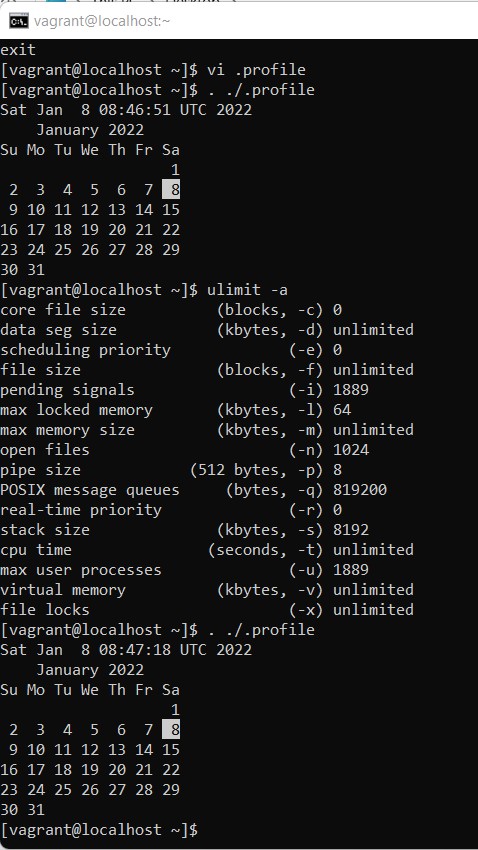 vagrant@localhost:~
exit
[vagrant@localhost ~]$ vi .profile
[vagrant@localhost ~]$ . ./.profile
Sat Jan  8 08:46:51 UTC 2022
    January 2022
Su Mo Tu We Th Fr Sa
                   1
 2  3  4  5  6  7  8
 9 10 11 12 13 14 15
16 17 18 19 20 21 22
23 24 25 26 27 28 29
30 31
[vagrant@localhost ~]$ ulimit -a
core file size          (blocks, -c) 0
data seg size           (kbytes, -d) unlimited
scheduling priority             (-e) 0
file size               (blocks, -f) unlimited
pending signals                 (-i) 1889
max locked memory       (kbytes, -l) 64
max memory size         (kbytes, -m) unlimited
open files                      (-n) 1024
pipe size            (512 bytes, -p) 8
POSIX message queues     (bytes, -q) 819200
real-time priority              (-r) 0
stack size              (kbytes, -s) 8192
cpu time               (seconds, -t) unlimited
max user processes              (-u) 1889
virtual memory          (kbytes, -v) unlimited
file locks                      (-x) unlimited
[vagrant@localhost ~]$ . ./.profile
Sat Jan  8 08:47:18 UTC 2022
    January 2022
Su Mo Tu We Th Fr Sa
                   1
 2  3  4  5  6  7  8
 9 10 11 12 13 14 15
16 17 18 19 20 21 22
23 24 25 26 27 28 29
30 31
[vagrant@localhost ~]$